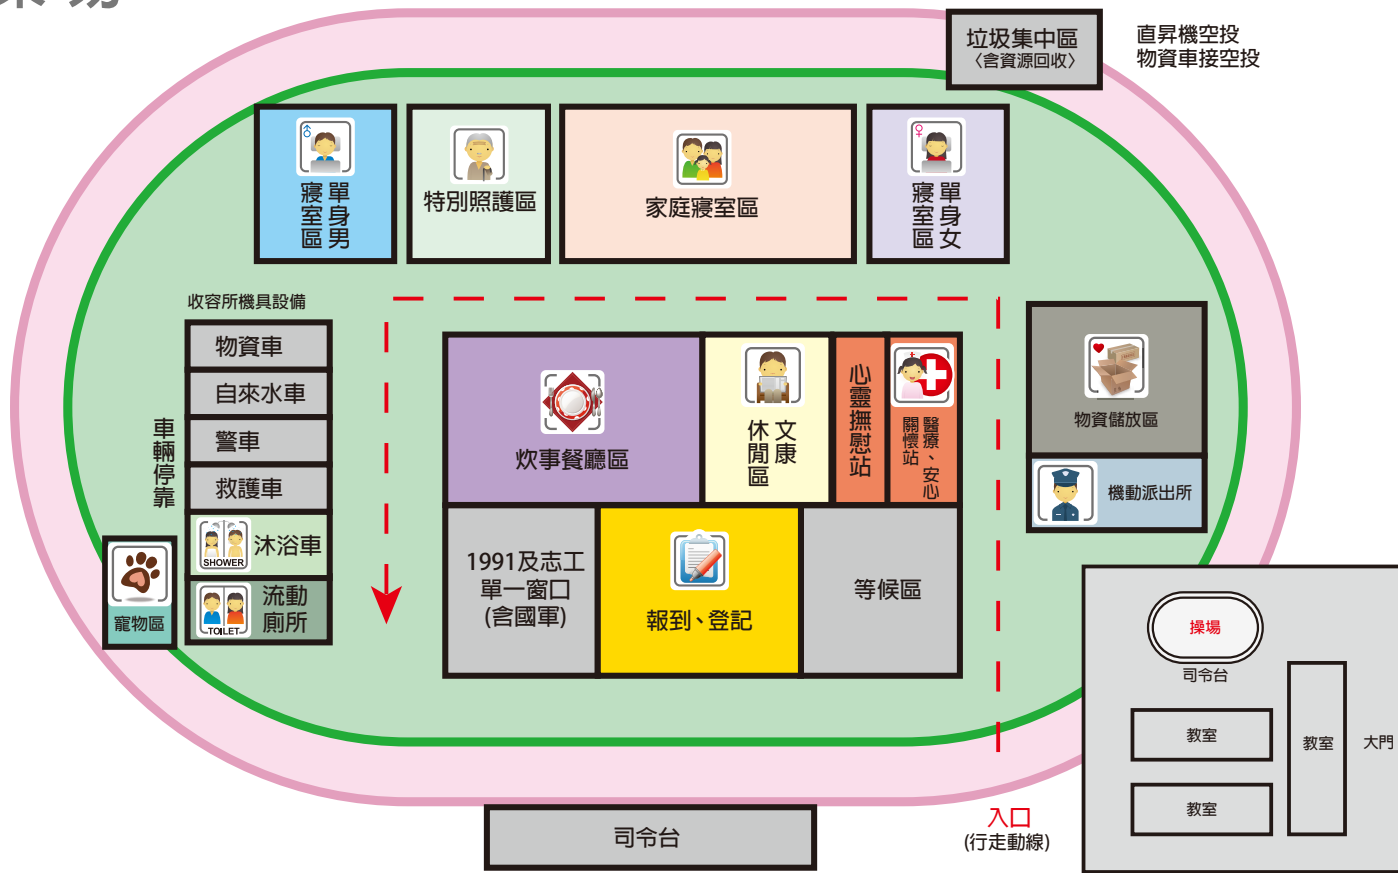 垃圾集中區
〈含資源回收〉
直昇機空投
物資車接空投
單身男
寢室區
特別照護區
家庭寢室區
單身女
寢室區
收容所機具設備
物資車
自來水車
警車
救護車
SHOWER
沐浴車
TOILET
流動
廁所
車輛停靠
寵物區
炊事餐廳區
文康
休閒區
心靈撫慰站
醫療、安心
關懷站
1991及志工
單一窗口
(含國軍)
報到、登記
等候區
物資儲放區
機動派出所
操場
司令台
教室
教室
教室
大門
司令台
入口
(行走動線)